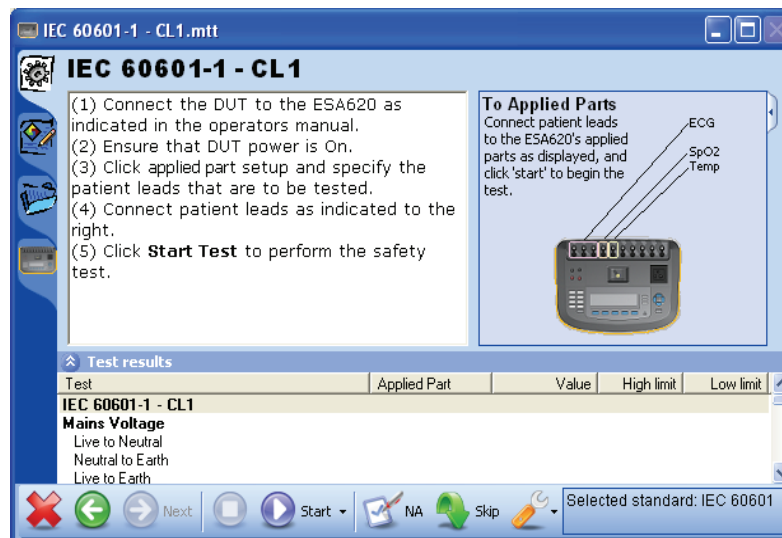 IEC 60601-1 - CL1.mtt
IEC 60601-1 - CL1
(1) Connect the DUT to the ESA620 as
indicated in the operators manual.
(2) Ensure that DUT power is On.
(3) Click applied part setup and specify the
patient leads that are to be tested.
(4) Connect patient leads as indicated to the
right.
(5) Click Start Test to perform the safety
test.
To Applied Parts
Connect patient leads
to the ESA620's applied
parts as displayed, and
click 'start' to begin the
test.
ECG
SpO2
Temp
Test results
Test Applied Part Value High limit Low limit
IEC 60601-1 - CL1
Mains Voltage
Live to Neutral
Neutral to Earth
Live to Earth
Next Start NA Skip
Selected standard: IEC 60601